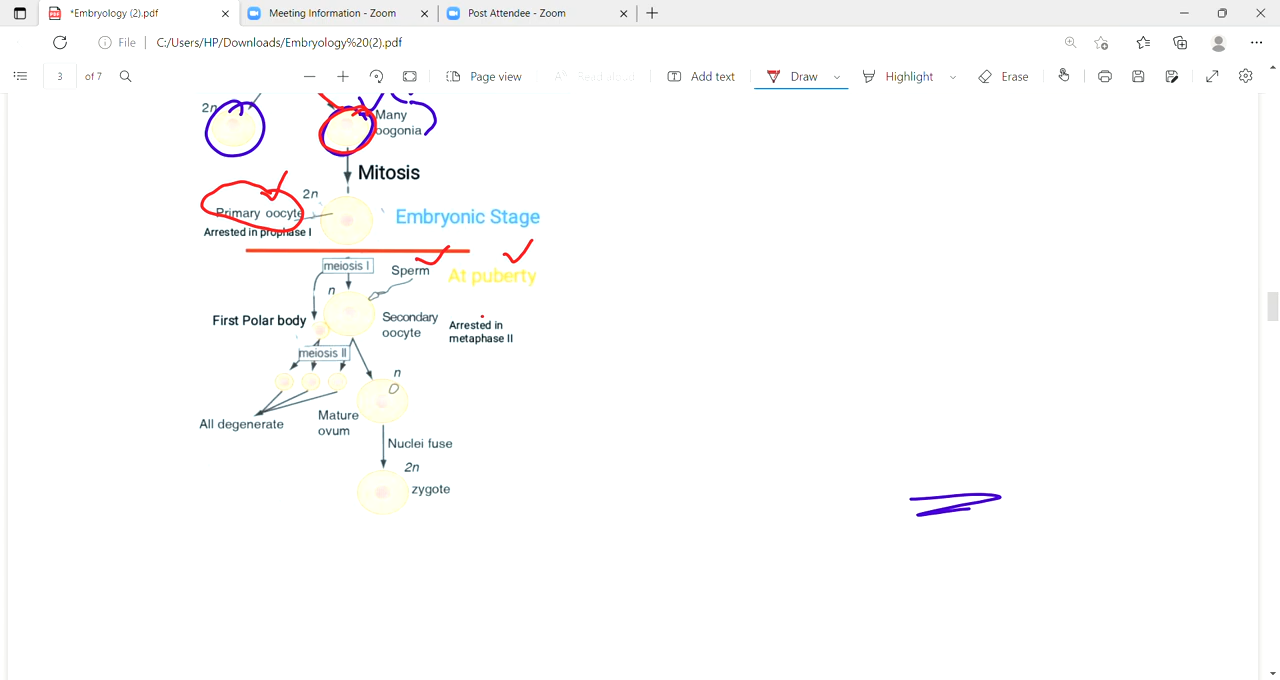 *Embryology (2).pdf
Meeting Information - Zoom
Post Attendee - Zoom
File
C:/Users/HP/Downloads/Embryology%20(2).pdf
3 of 7
Page view
Read aloud
Add text
Draw
Highlight
Erase
2n
Many
oogonia
Mitosis
2n
Primary oocyte
Embryonic Stage
Arrested in prophase I
meiosis I
Sperm
At puberty
n
First Polar body
Secondary
oocyte
Arrested in
metaphase II
meiosis II
n
All degenerate
Mature
ovum
Nuclei fuse
2n
zygote